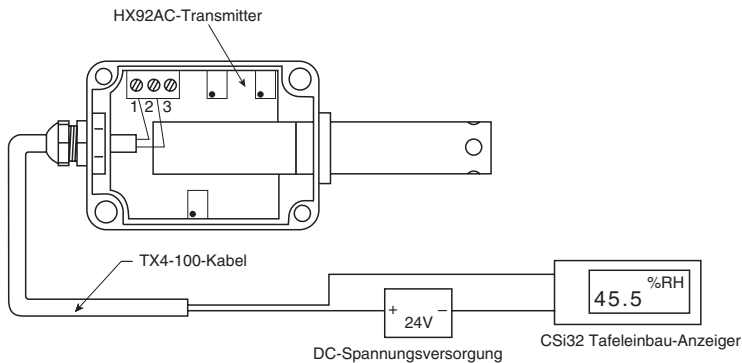 HX92AC-Transmitter
1 2 3
TX4-100-Kabel
%RH
45.5
+ 24V –
DC-Spannungsversorgung
CSi32 Tafeleinbau-Anzeiger